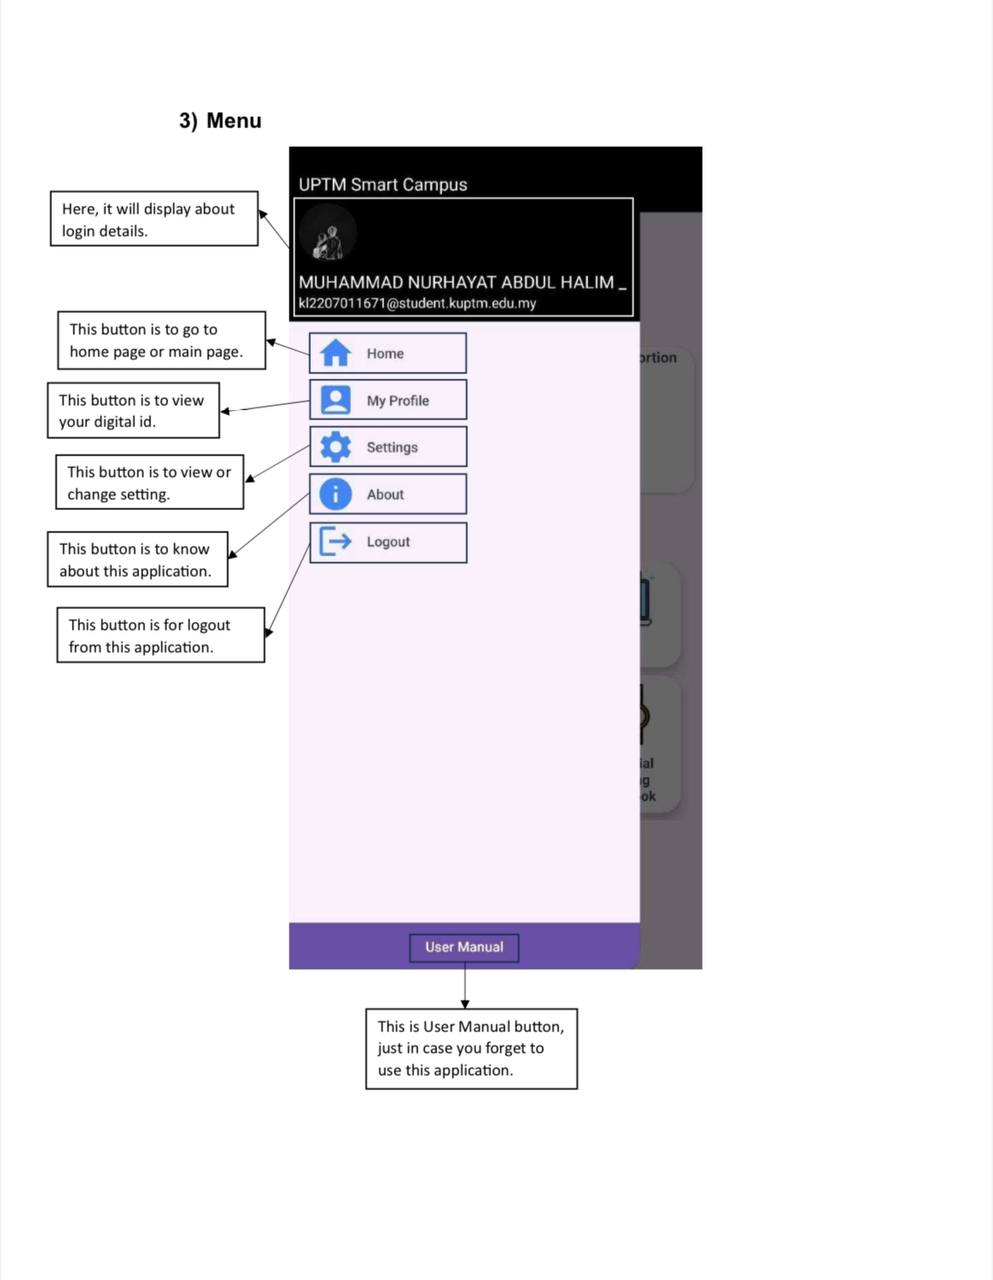 3) Menu
UPTM Smart Campus
Here, it will display about
login details.
MUHAMMAD NURHAYAT ABDUL HALIM _
kl2207011671@student.kuptm.edu.my
This button is to go to
home page or main page.
Home
This button is to view
your digital id.
My Profile
This button is to view or
change setting.
Settings
This button is to know
about this application.
About
This button is for logout
from this application.
Logout
User Manual
This is User Manual button,
just in case you forget to
use this application.